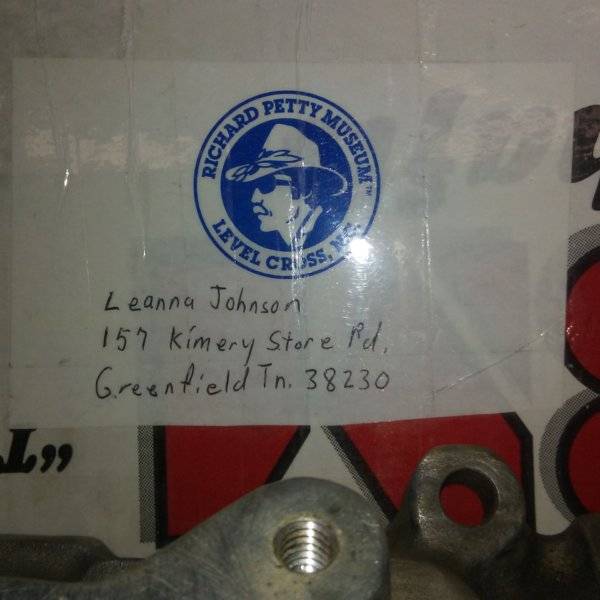 RICHARD PETTY MUSEUM™
LEVEL CROSS, N.C.
Leanna Johnson
157 Kimery Store Rd.
Greenfield Tn. 38230